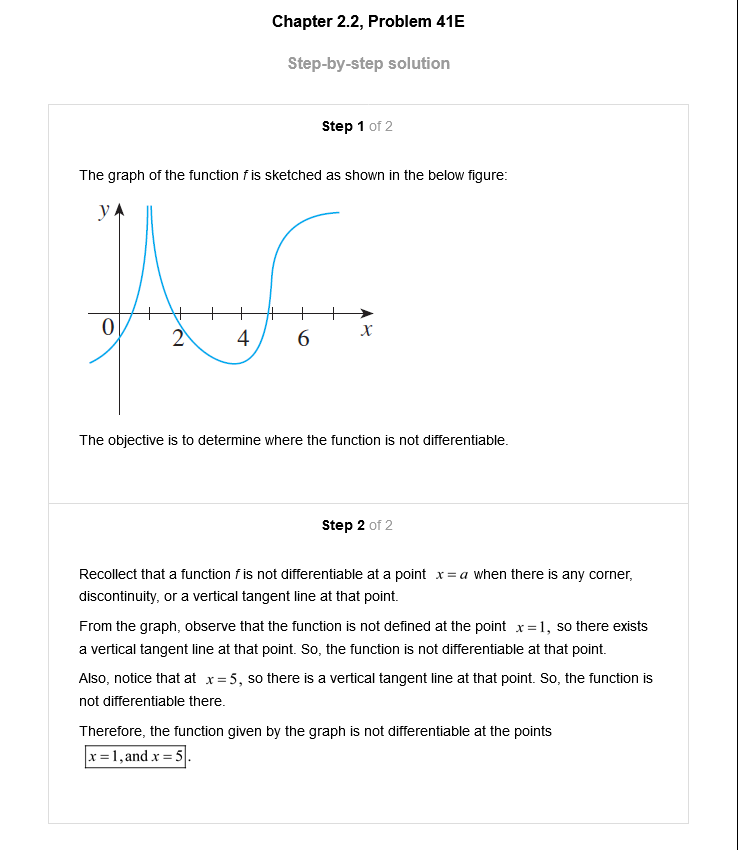 Chapter 2.2, Problem 41E
Step-by-step solution
Step 1 of 2
The graph of the function f is sketched as shown in the below figure:
y
0
2
4
6
x
The objective is to determine where the function is not differentiable.
Step 2 of 2
Recollect that a function f is not differentiable at a point x = a when there is any corner,
discontinuity, or a vertical tangent line at that point.
From the graph, observe that the function is not defined at the point x = 1, so there exists
a vertical tangent line at that point. So, the function is not differentiable at that point.
Also, notice that at x = 5, so there is a vertical tangent line at that point. So, the function is
not differentiable there.
Therefore, the function given by the graph is not differentiable at the points
x = 1, and x = 5.